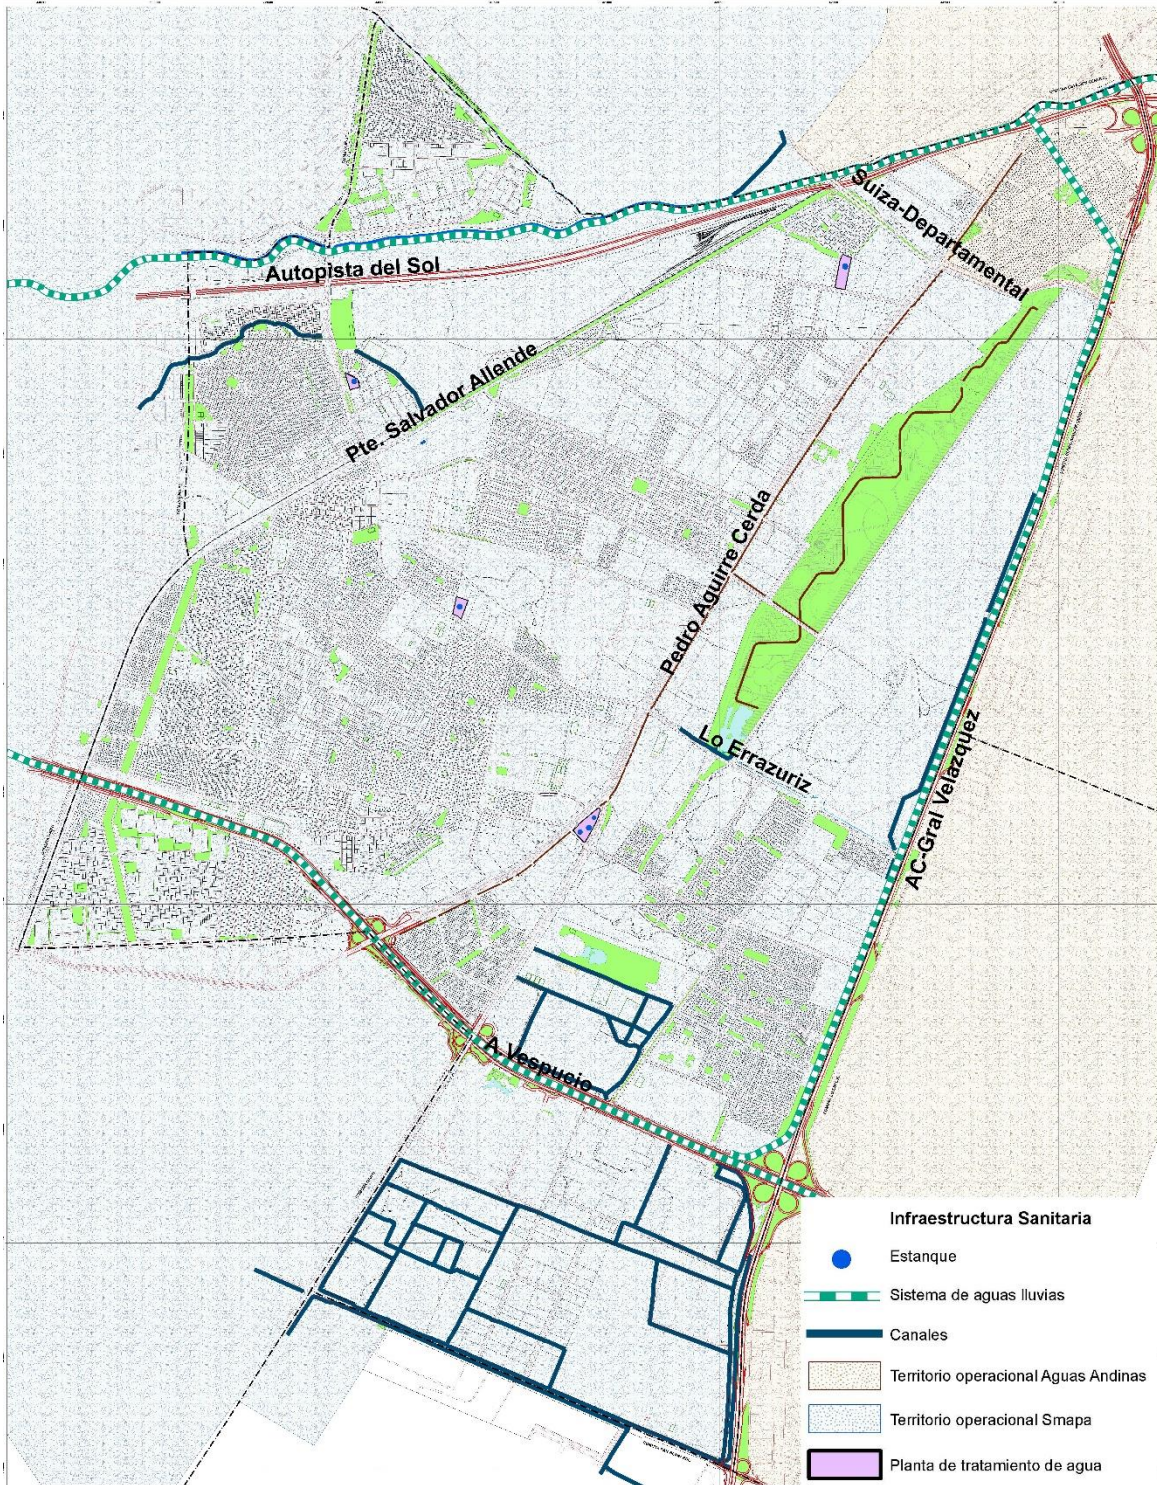 Suiza-Departamental
Autopista del Sol
Pte. Salvador Allende
Pedro Aguirre Cerda
Lo Errazuriz
AC-Gral Velazquez
A Vespucio
Infraestructura Sanitaria
Estanque
Sistema de aguas lluvias
Canales
Territorio operacional Aguas Andinas
Territorio operacional Smapa
Planta de tratamiento de agua